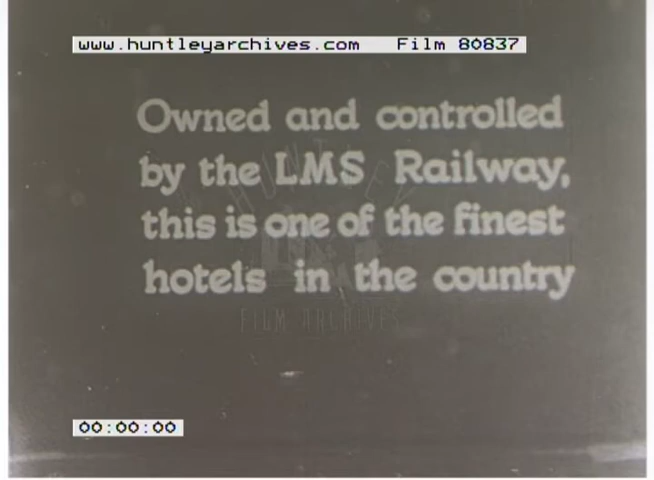 www.huntleyarchives.com Film 80837
Owned and controlled
by the LMS Railway,
this is one of the finest
hotels in the country
HUNTLEY
FILM ARCHIVES
00:00:00